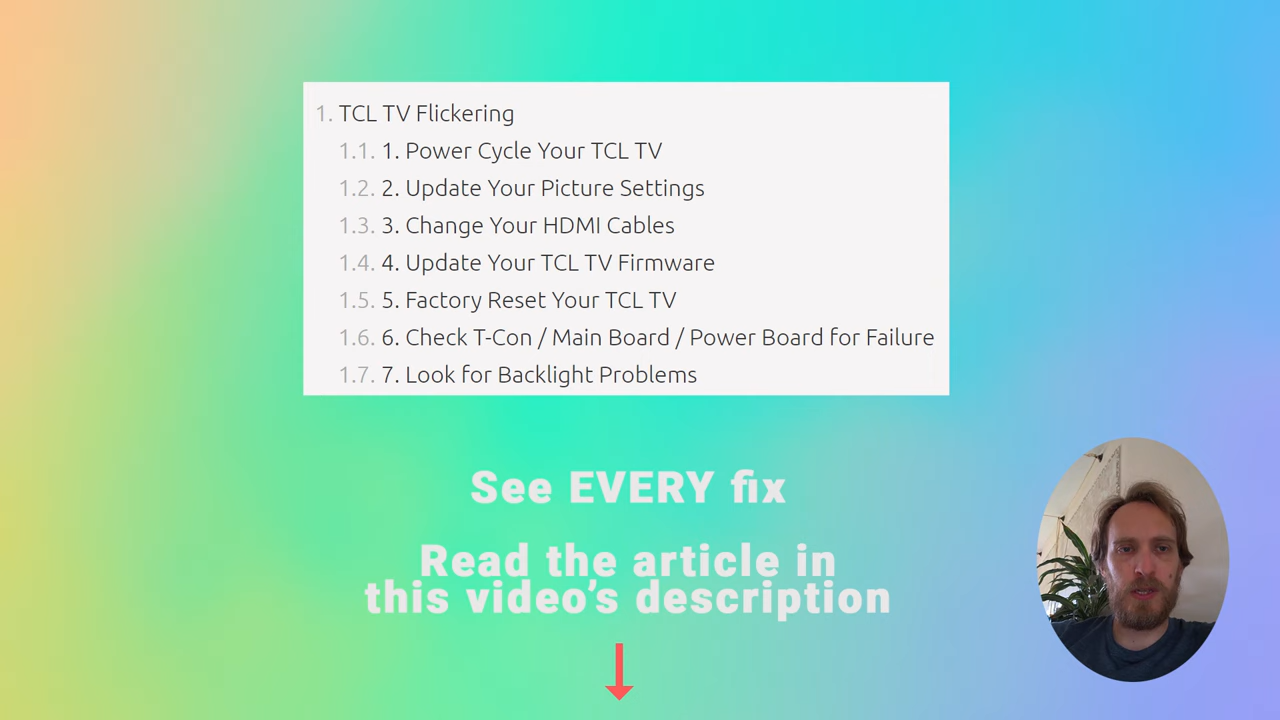 1. TCL TV Flickering
1.1. 1. Power Cycle Your TCL TV
1.2. 2. Update Your Picture Settings
1.3. 3. Change Your HDMI Cables
1.4. 4. Update Your TCL TV Firmware
1.5. 5. Factory Reset Your TCL TV
1.6. 6. Check T-Con / Main Board / Power Board for Failure
1.7. 7. Look for Backlight Problems
See EVERY fix
Read the article in
this video’s description